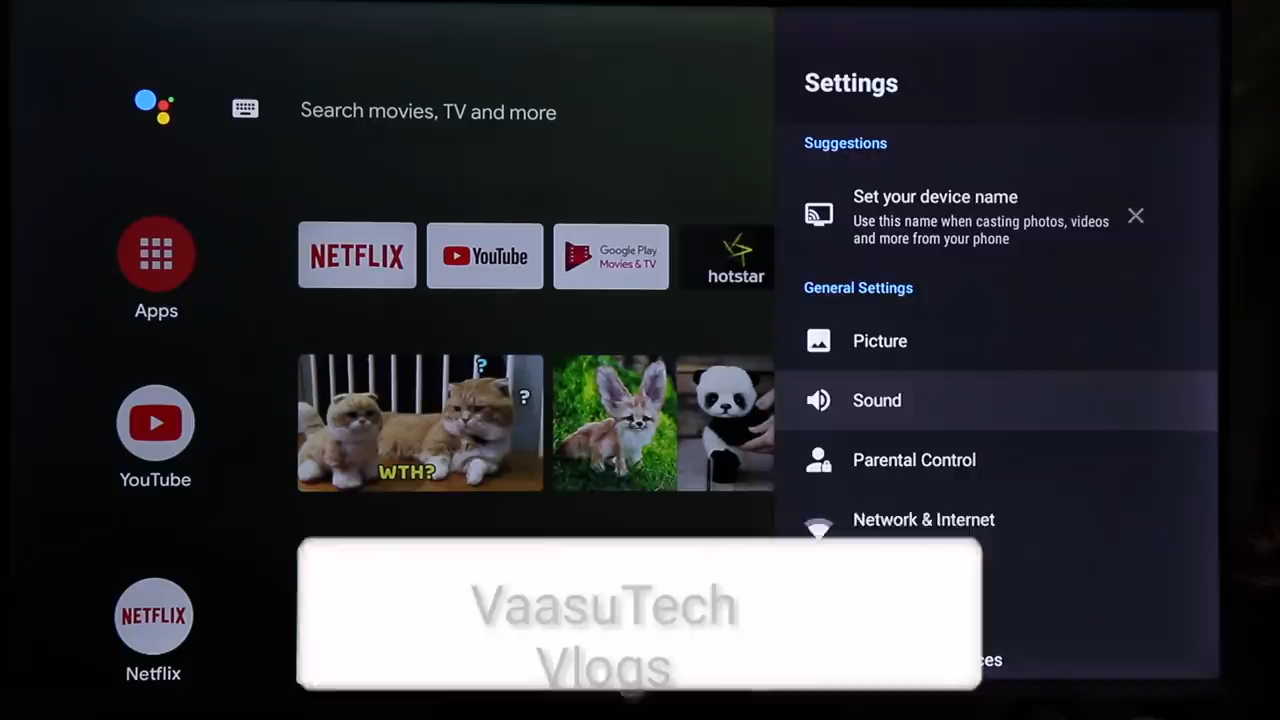 Search movies, TV and more
Apps
NETFLIX
YouTube
Google Play
Movies & TV
hotstar
YouTube
? ?
WTH?
NETFLIX
Netflix
Settings
Suggestions
Set your device name
Use this name when casting photos, videos
and more from your phone
General Settings
Picture
Sound
Parental Control
Network & Internet
VaasuTech
Vlogs